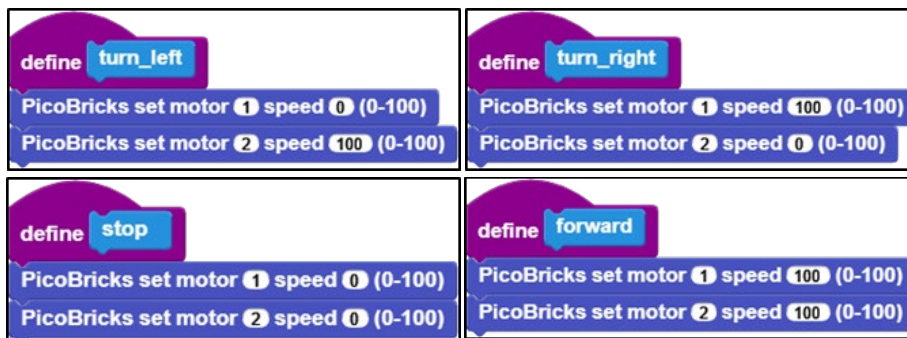 define turn_left
PicoBricks set motor 1 speed 0 (0-100)
PicoBricks set motor 2 speed 100 (0-100)
define turn_right
PicoBricks set motor 1 speed 100 (0-100)
PicoBricks set motor 2 speed 0 (0-100)
define stop
PicoBricks set motor 1 speed 0 (0-100)
PicoBricks set motor 2 speed 0 (0-100)
define forward
PicoBricks set motor 1 speed 100 (0-100)
PicoBricks set motor 2 speed 100 (0-100)